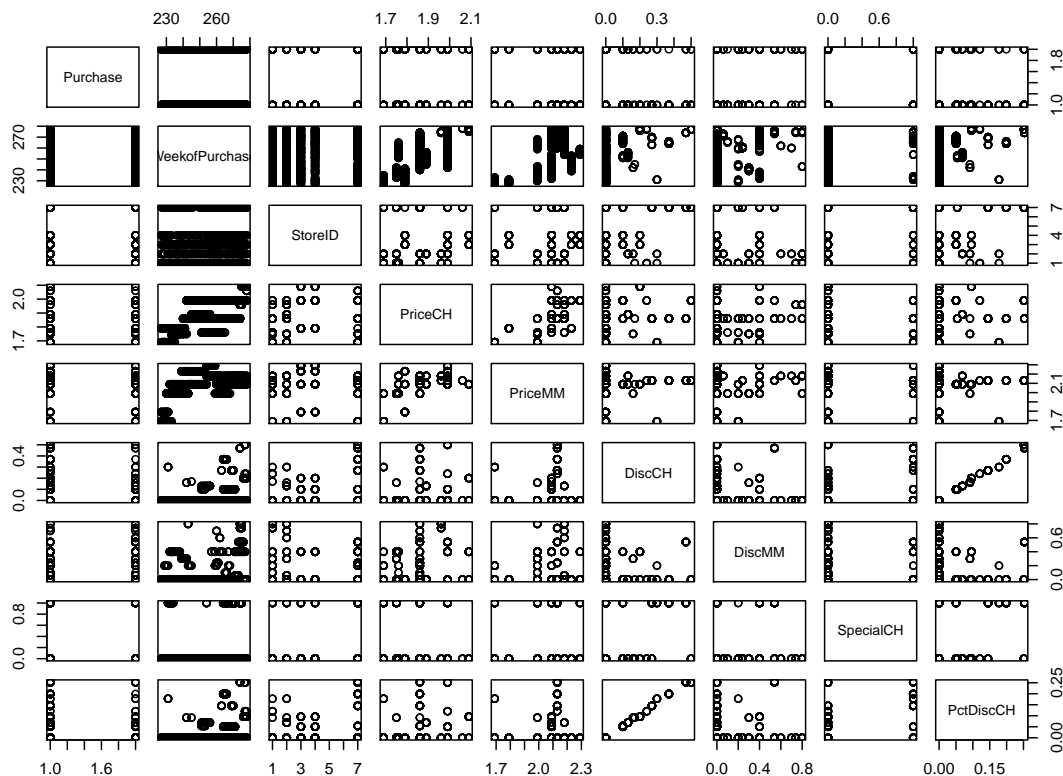 230 260 1.7 1.9 2.1 0.0 0.3 0.0 0.6
Purchase
1.0 1.8
230 270
WeekofPurchas
StoreID
1 4 7
1.7 2.0
PriceCH
PriceMM
1.7 2.1
0.0 0.4
DiscCH
DiscMM
0.0 0.6
0.0 0.8
SpecialCH
PctDiscCH
0.00 0.25
1.0 1.6 1 3 5 7 1.7 2.0 2.3 0.0 0.4 0.8 0.00 0.15